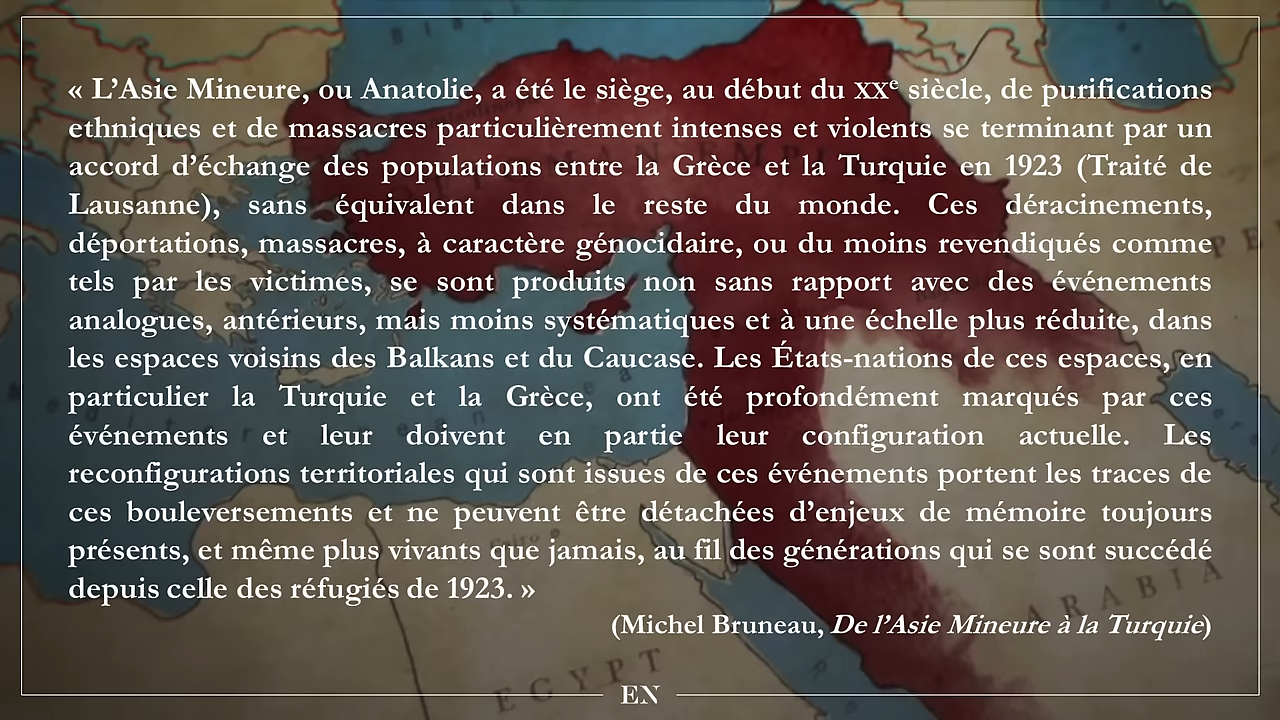 « L’Asie Mineure, ou Anatolie, a été le siège, au début du XXe siècle, de purifications
ethniques et de massacres particulièrement intenses et violents se terminant par un
accord d’échange des populations entre la Grèce et la Turquie en 1923 (Traité de
Lausanne), sans équivalent dans le reste du monde. Ces déracinements,
déportations, massacres, à caractère génocidaire, ou du moins revendiqués comme
tels par les victimes, se sont produits non sans rapport avec des événements
analogues, antérieurs, mais moins systématiques et à une échelle plus réduite, dans
les espaces voisins des Balkans et du Caucase. Les États-nations de ces espaces, en
particulier la Turquie et la Grèce, ont été profondément marqués par ces
événements et leur doivent en partie leur configuration actuelle. Les
reconfigurations territoriales qui sont issues de ces événements portent les traces de
ces bouleversements et ne peuvent être détachées d’enjeux de mémoire toujours
présents, et même plus vivants que jamais, au fil des générations qui se sont succédé
depuis celle des réfugiés de 1923. »
(Michel Bruneau, De l’Asie Mineure à la Turquie)
ARABIA
EGYPT
EN